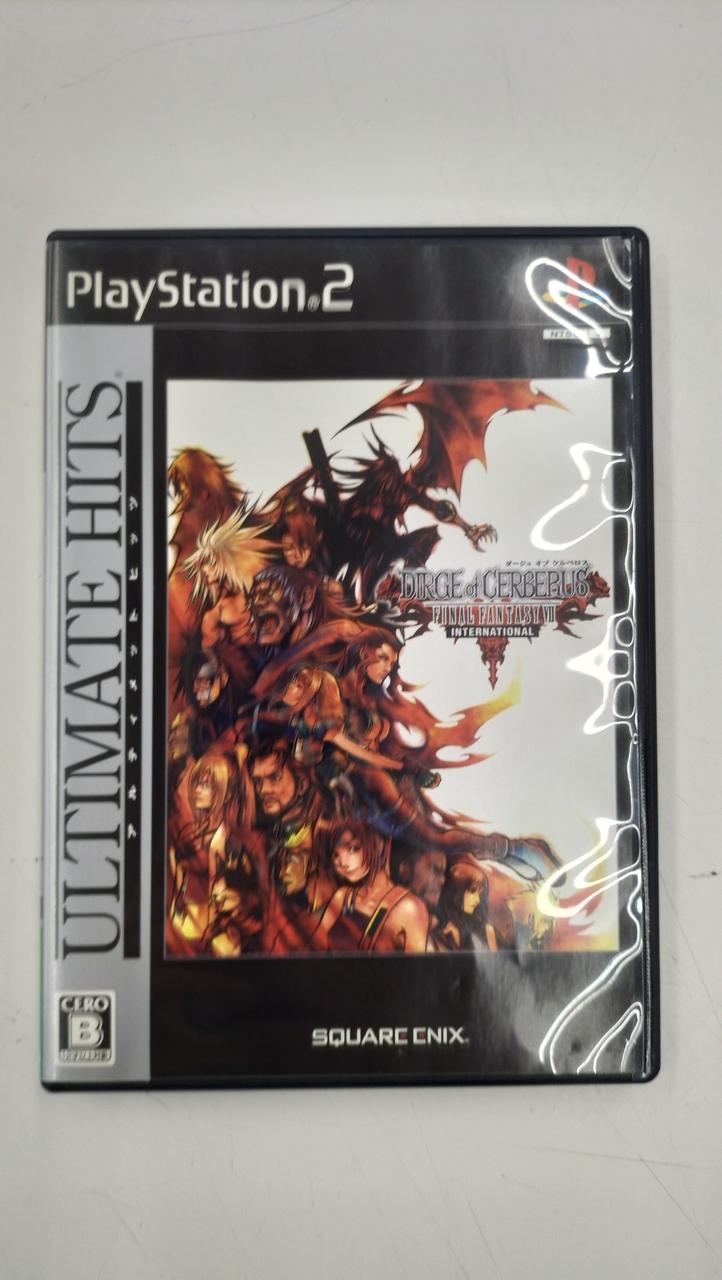 PlayStation®2
ULTIMATE HITS®
アルティメットヒッツ
ダージュ オブ ケルベロス
DIRGE of CERBERUS
FINAL FANTASY VII
INTERNATIONAL
CERO
B
SQUARE ENIX®